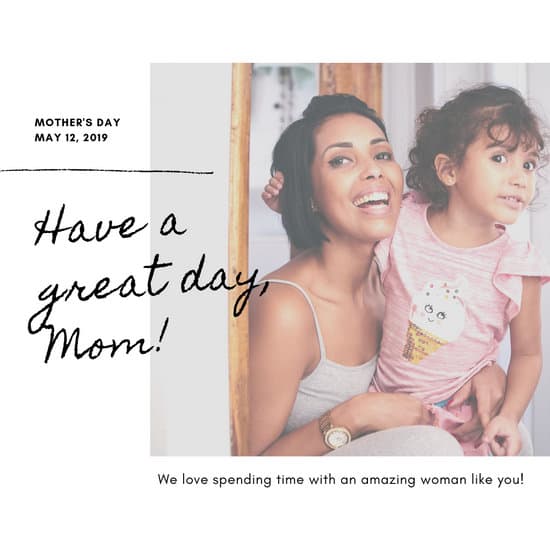 MOTHER'S DAY
MAY 12, 2019
Have a
great day,
Mom!
We love spending time with an amazing woman like you!